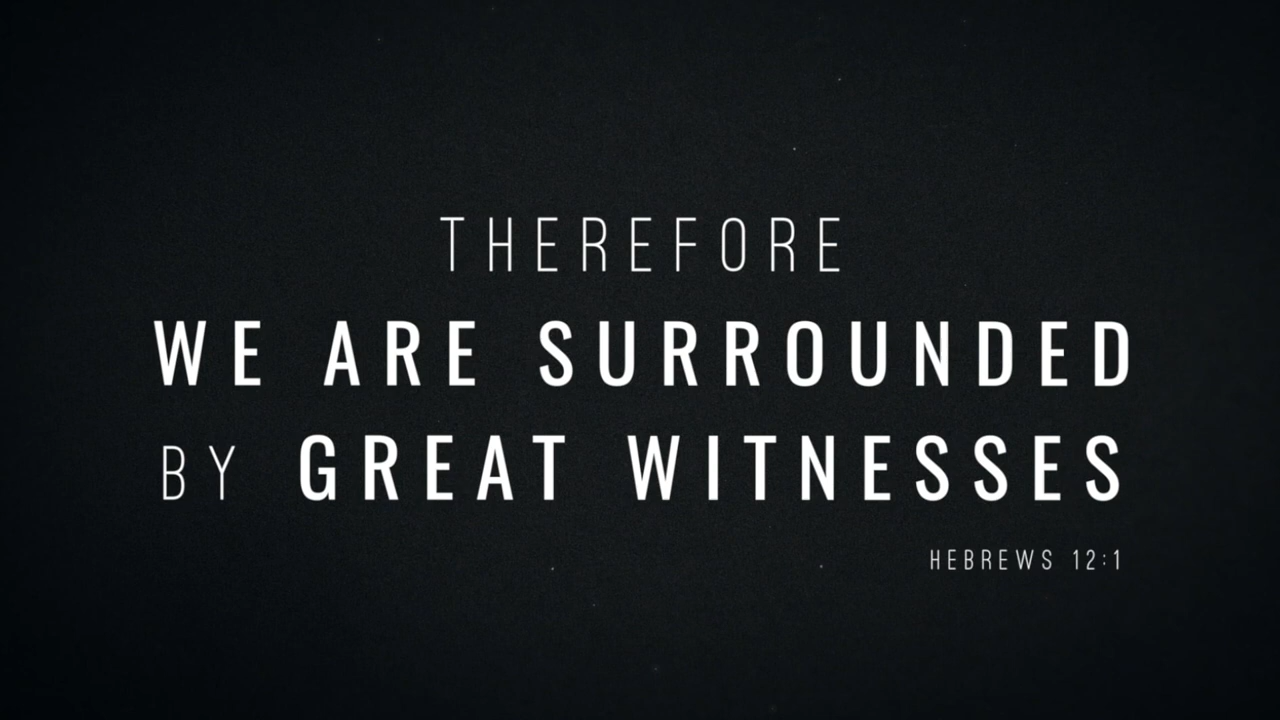 THEREFORE
WE ARE SURROUNDED
BY GREAT WITNESSES
HEBREWS 12:1